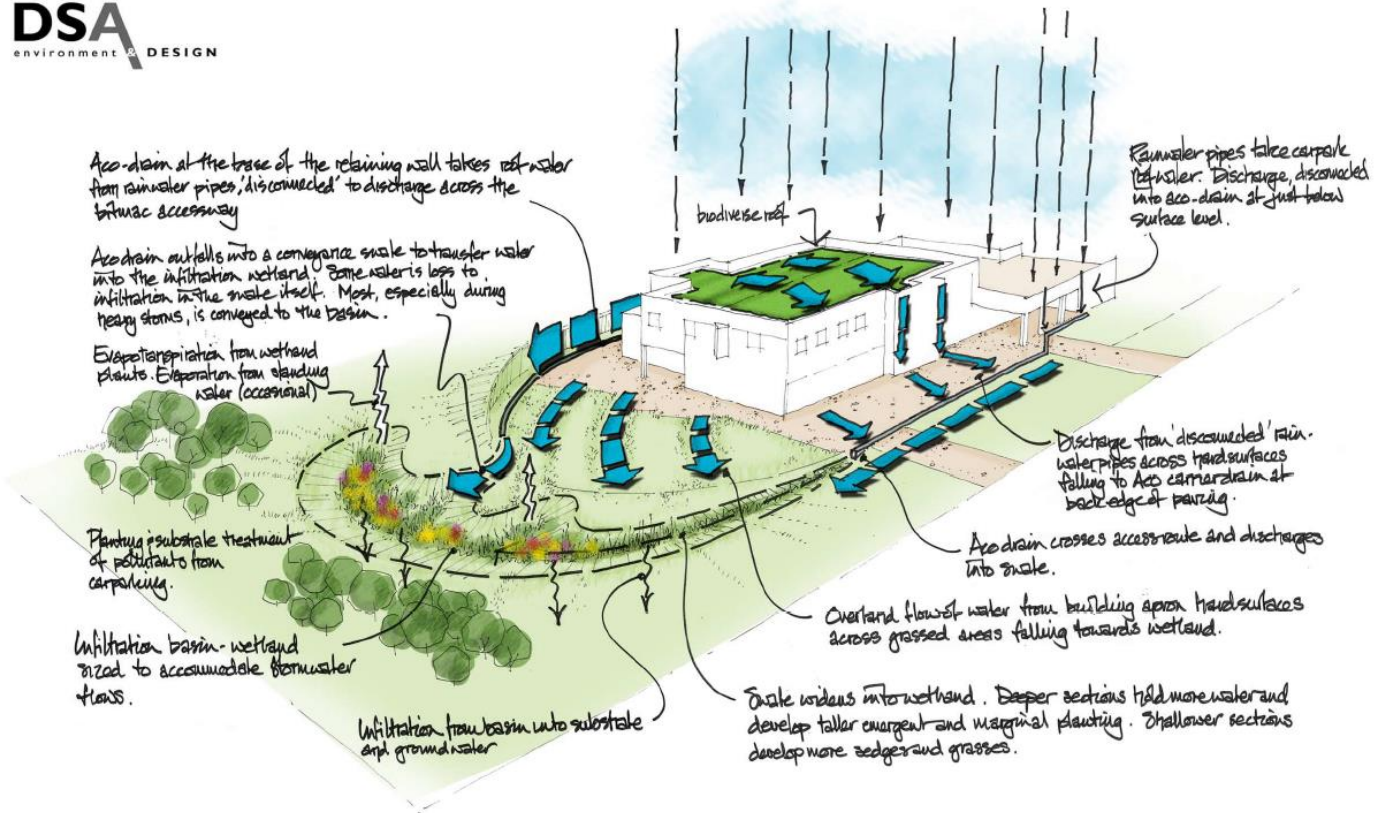 DSA
environment & DESIGN
Aco-drain at the base of the retaining wall takes roof water
from rainwater pipes, 'disconnected' to discharge across the
bitmac accessway
Aco drain outfalls into a conveyance swale to transfer water
into the infiltration wetland. Some water is loss to
infiltration in the swale itself. Most, especially during
heavy storms, is conveyed to the basin.
Evapotranspiration from wetland
plants. Evaporation from standing
water (occasional)
Planting & substrate treatment
of pollutants from
carparking.
Infiltration basin - wetland
sized to accommodate stormwater
flows.
Infiltration from basin into substrate
and groundwater
biodiverse roof
Rainwater pipes take carpark
roof water. Discharge, disconnected
into aco-drain at just below
surface level.
Discharge from 'disconnected' rain-
water pipes across hard surfaces
falling to Aco carrier drain at
back edge of paving.
Aco drain crosses access route and discharges
into swale.
Overland flow of water from building apron hard surfaces
across grassed areas falling towards wetland.
Swale widens into wetland. Deeper sections hold more water and
develop taller emergent and marginal planting. Shallower sections
develop more sedges and grasses.